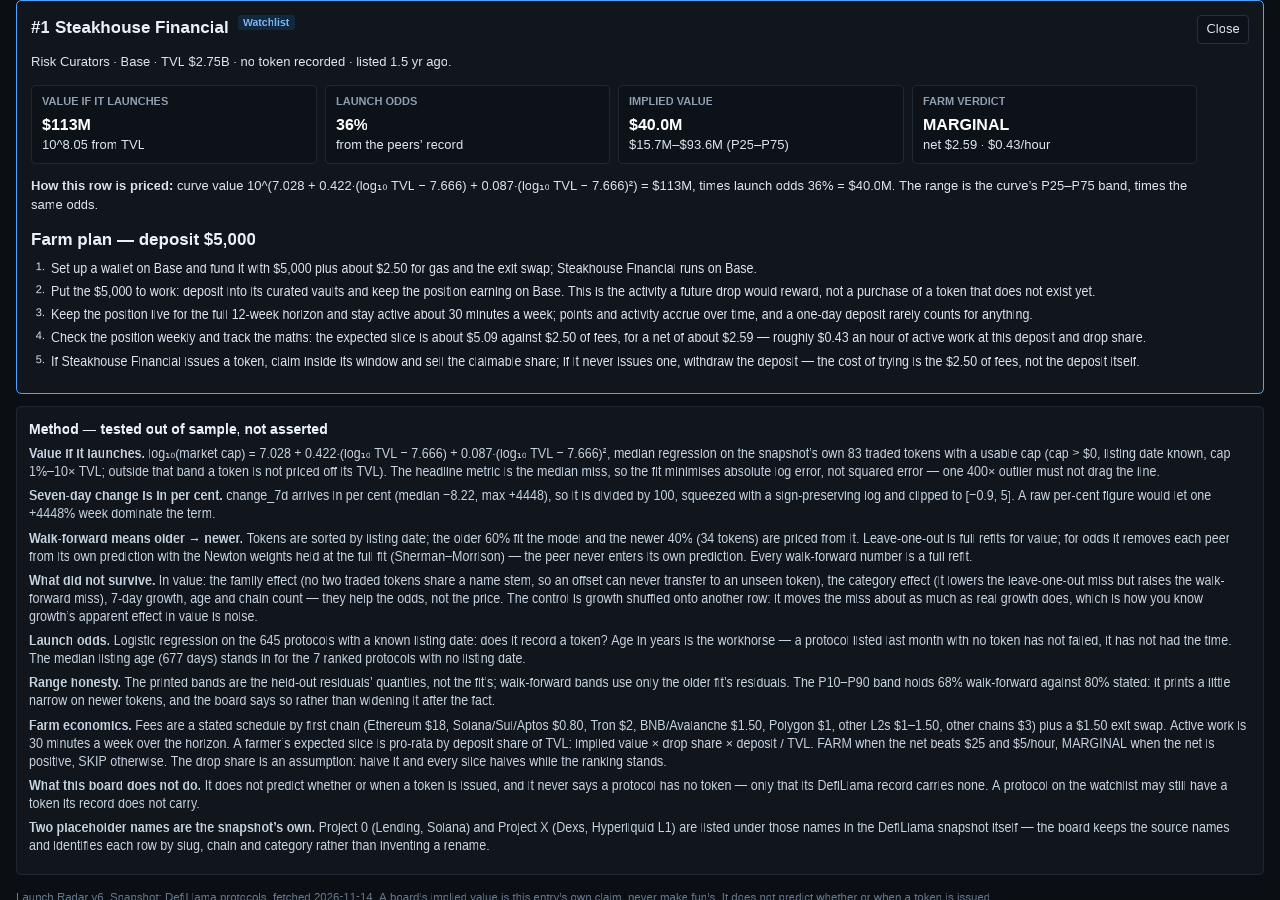 #1 Steakhouse Financial Watchlist
Close
Risk Curators · Base · TVL $2.75B · no token recorded · listed 1.5 yr ago.
VALUE IF IT LAUNCHES
$113M
10^8.05 from TVL
LAUNCH ODDS
36%
from the peers' record
IMPLIED VALUE
$40.0M
$15.7M–$93.6M (P25–P75)
FARM VERDICT
MARGINAL
net $2.59 · $0.43/hour
How this row is priced: curve value 10^(7.028 + 0.422·(log₁₀ TVL − 7.666) + 0.087·(log₁₀ TVL − 7.666)²) = $113M, times launch odds 36% = $40.0M. The range is the curve's P25–P75 band, times the
same odds.
Farm plan — deposit $5,000
1. Set up a wallet on Base and fund it with $5,000 plus about $2.50 for gas and the exit swap; Steakhouse Financial runs on Base.
2. Put the $5,000 to work: deposit into its curated vaults and keep the position earning on Base. This is the activity a future drop would reward, not a purchase of a token that does not exist yet.
3. Keep the position live for the full 12-week horizon and stay active about 30 minutes a week; points and activity accrue over time, and a one-day deposit rarely counts for anything.
4. Check the position weekly and track the maths: the expected slice is about $5.09 against $2.50 of fees, for a net of about $2.59 — roughly $0.43 an hour of active work at this deposit and drop share.
5. If Steakhouse Financial issues a token, claim inside its window and sell the claimable share; if it never issues one, withdraw the deposit — the cost of trying is the $2.50 of fees, not the deposit itself.
Method — tested out of sample, not asserted
Value if it launches. log₁₀(market cap) = 7.028 + 0.422·(log₁₀ TVL − 7.666) + 0.087·(log₁₀ TVL − 7.666)², median regression on the snapshot's own 83 traded tokens with a usable cap (cap > $0, listing date known, cap
1%–10× TVL; outside that band a token is not priced off its TVL). The headline metric is the median miss, so the fit minimises absolute log error, not squared error — one 400× outlier must not drag the line.
Seven-day change is in per cent. change_7d arrives in per cent (median −8.22, max +4448), so it is divided by 100, squeezed with a sign-preserving log and clipped to [−0.9, 5]. A raw per-cent figure would let one
+4448% week dominate the term.
Walk-forward means older → newer. Tokens are sorted by listing date; the older 60% fit the model and the newer 40% (34 tokens) are priced from it. Leave-one-out is full refits for value; for odds it removes each peer
from its own prediction with the Newton weights held at the full fit (Sherman–Morrison) — the peer never enters its own prediction. Every walk-forward number is a full refit.
What did not survive. In value: the family effect (no two traded tokens share a name stem, so an offset can never transfer to an unseen token), the category effect (it lowers the leave-one-out miss but raises the walk-
forward miss), 7-day growth, age and chain count — they help the odds, not the price. The control is growth shuffled onto another row: it moves the miss about as much as real growth does, which is how you know
growth's apparent effect in value is noise.
Launch odds. Logistic regression on the 645 protocols with a known listing date: does it record a token? Age in years is the workhorse — a protocol listed last month with no token has not failed, it has not had the time.
The median listing age (677 days) stands in for the 7 ranked protocols with no listing date.
Range honesty. The printed bands are the held-out residuals' quantiles, not the fit's; walk-forward bands use only the older fit's residuals. The P10–P90 band holds 68% walk-forward against 80% stated: it prints a little
narrow on newer tokens, and the board says so rather than widening it after the fact.
Farm economics. Fees are a stated schedule by first chain (Ethereum $18, Solana/Sui/Aptos $0.80, Tron $2, BNB/Avalanche $1.50, Polygon $1, other L2s $1–1.50, other chains $3) plus a $1.50 exit swap. Active work is
30 minutes a week over the horizon. A farmer's expected slice is pro-rata by deposit share of TVL: implied value × drop share × deposit / TVL. FARM when the net beats $25 and $5/hour, MARGINAL when the net is
positive, SKIP otherwise. The drop share is an assumption: halve it and every slice halves while the ranking stands.
What this board does not do. It does not predict whether or when a token is issued, and it never says a protocol has no token — only that its DefiLlama record carries none. A protocol on the watchlist may still have a
token its record does not carry.
Two placeholder names are the snapshot's own. Project 0 (Lending, Solana) and Project X (Dexs, Hyperliquid L1) are listed under those names in the DefiLlama snapshot itself — the board keeps the source names
and identifies each row by slug, chain and category rather than inventing a rename.
Launch Radar v6. Snapshot: DefiLlama protocols, fetched 2026-11-14. A board's implied value is this entry's own claim, never make fun's. It does not predict whether or when a token is issued.